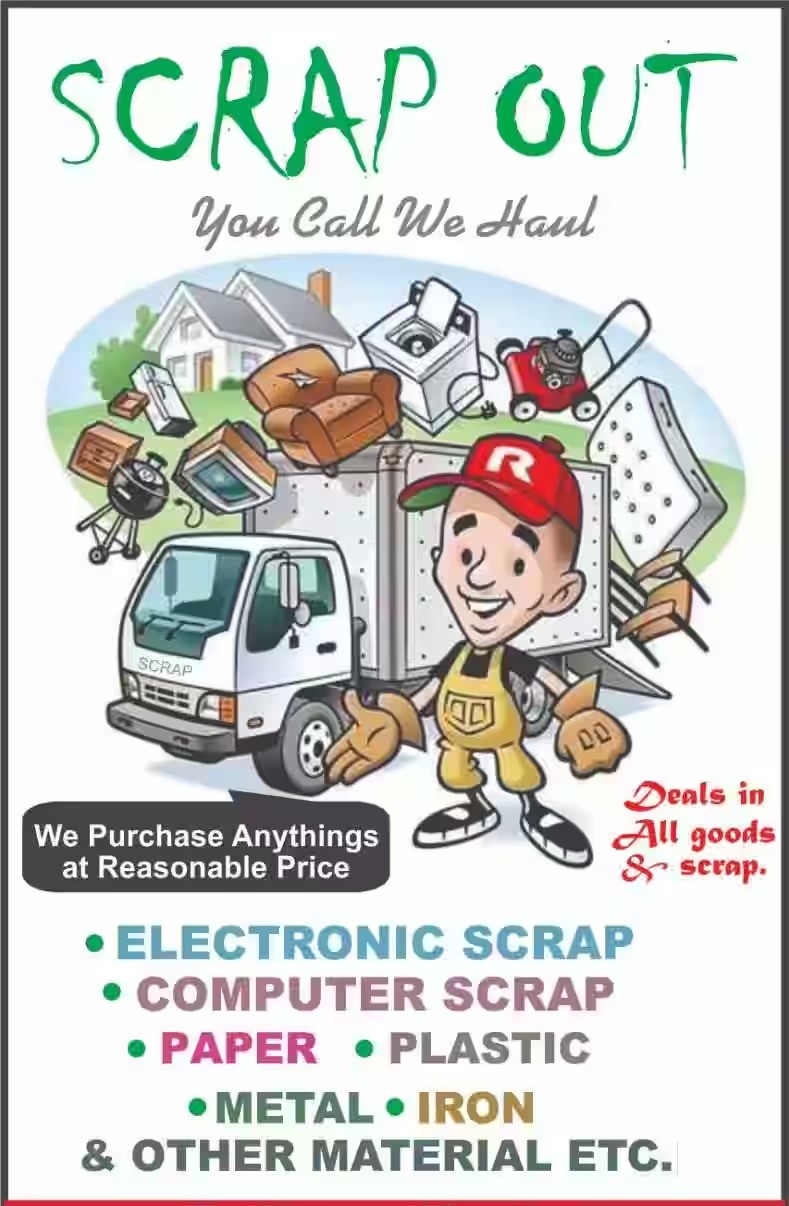 SCRAP OUT
You Call We Haul
R
SCRAP
We Purchase Anythings
at Reasonable Price
Deals in
All goods
& scrap.
• ELECTRONIC SCRAP
• COMPUTER SCRAP
• PAPER • PLASTIC
• METAL • IRON
& OTHER MATERIAL ETC.